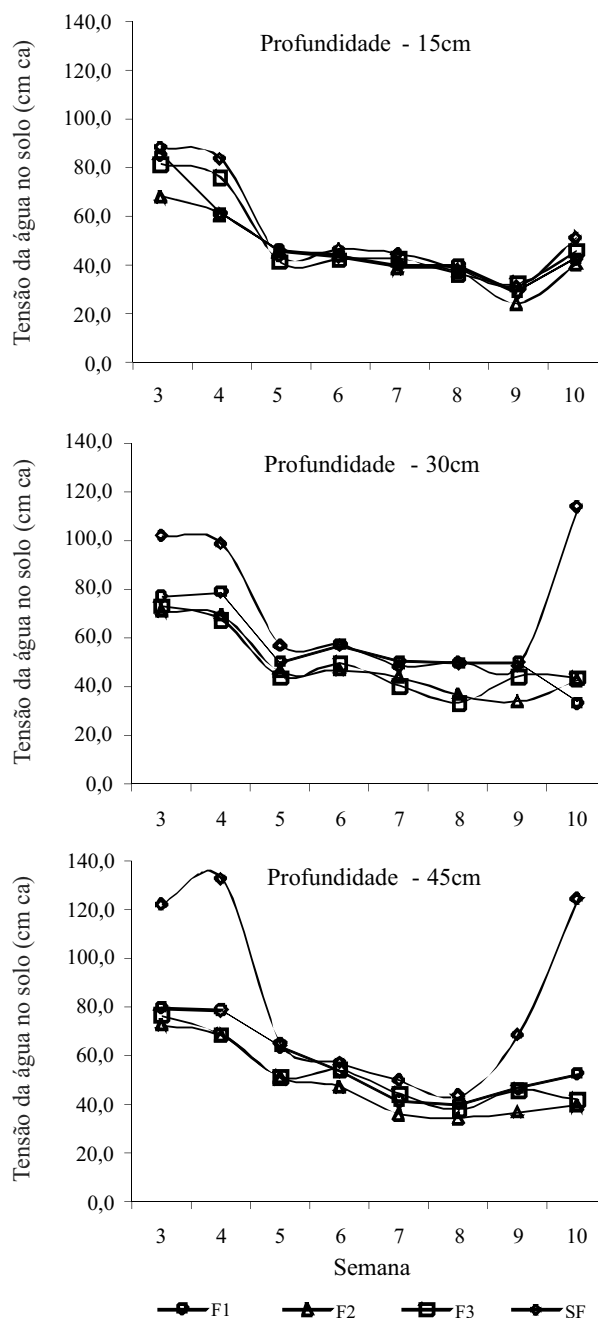 Profundidade - 15cm
Tensão da água no solo (cm ca)
140,0
120,0
100,0
80,0
60,0
40,0
20,0
0,0
3 4 5 6 7 8 9 10
Profundidade - 30cm
Tensão da água no solo (cm ca)
140,0
120,0
100,0
80,0
60,0
40,0
20,0
0,0
3 4 5 6 7 8 9 10
Profundidade - 45cm
Tensão da água no solo (cm ca)
140,0
120,0
100,0
80,0
60,0
40,0
20,0
0,0
3 4 5 6 7 8 9 10
Semana
F1 F2 F3 SF